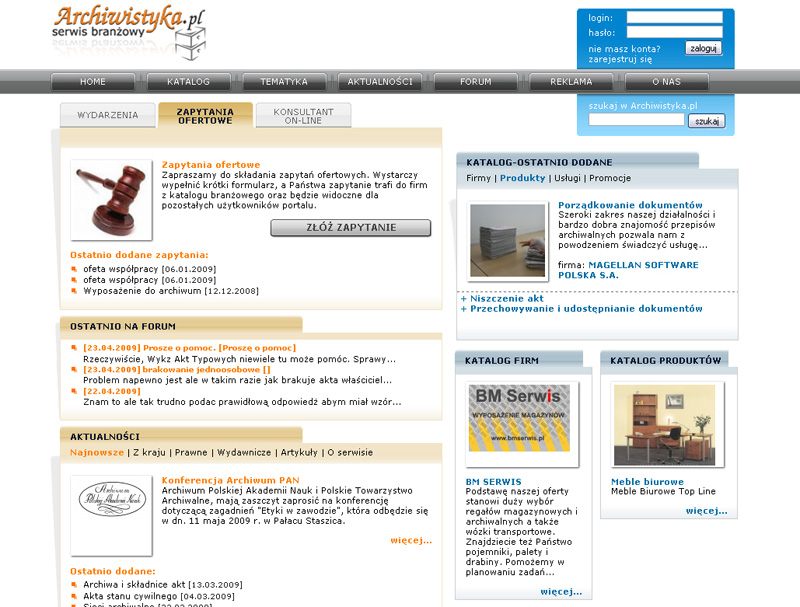 Archiwistyka.pl
serwis branżowy
login:
hasło:
nie masz konta?
zarejestruj się
zaloguj
HOME
KATALOG
TEMATYKA
AKTUALNOŚCI
FORUM
REKLAMA
O NAS
szukaj w Archiwistyka.pl
szukaj
WYDARZENIA
ZAPYTANIA
OFERTOWE
KONSULTANT
ON-LINE
Zapytania ofertowe
Zapraszamy do składania zapytań ofertowych. Wystarczy
wypełnić krótki formularz, a Państwa zapytanie trafi do firm
z katalogu branżowego oraz będzie widoczne dla
pozostałych użytkowników portalu.
ZŁÓŻ ZAPYTANIE
Ostatnio dodane zapytania:
ofeta współpracy [06.01.2009]
ofeta współpracy [06.01.2009]
Wyposażenie do archiwum [12.12.2008]
OSTATNIO NA FORUM
[23.04.2009] Prosze o pomoc. [Proszę o pomoc]
Rzeczywiście, Wykz Akt Typowych niewiele tu może pomóc. Sprawy...
[23.04.2009] brakowanie jednoosobowe []
Problem napewno jest ale w takim razie jak brakuje akta właściciel...
[22.04.2009]
Znam to ale tak trudno podac prawidłową odpowiedź abym miał wzór...
AKTUALNOŚCI
Najnowsze | Z kraju | Prawne | Wydawnicze | Artykuły | O serwisie
Archiwum
Polskiej Akademii Nauk
Konferencja Archiwum PAN
Archiwum Polskiej Akademii Nauk i Polskie Towarzystwo
Archiwalne, mają zaszczyt zaprosić na konferencję
dotyczącą zagadnień "Etyki w zawodzie", która odbędzie się
w dn. 11 maja 2009 r. w Pałacu Staszica.
więcej...
Ostatnio dodane:
Archiwa i składnice akt [13.03.2009]
Akta stanu cywilnego [04.03.2009]
KATALOG-OSTATNIO DODANE
Firmy | Produkty | Usługi | Promocje
Porządkowanie dokumentów
Szeroki zakres naszej działalności i
bardzo dobra znajomość przepisów
archiwalnych pozwala nam z
powodzeniem świadczyć usługę...
firma: MAGELLAN SOFTWARE
POLSKA S.A.
+ Niszczenie akt
+ Przechowywanie i udostępnianie dokumentów
KATALOG FIRM
BM Serwis
WYPOSAŻENIE MAGAZYNÓW
www.bmserwis.pl
BM SERWIS
Podstawę naszej oferty
stanowi duży wybór
regałów magazynowych i
archiwalnych a także
wózki transportowe.
Znajdziecie też Państwo
pojemniki, palety i
drabiny. Pomożemy w
planowaniu zadań...
więcej...
KATALOG PRODUKTÓW
Meble biurowe
Meble Biurowe Top Line
więcej...